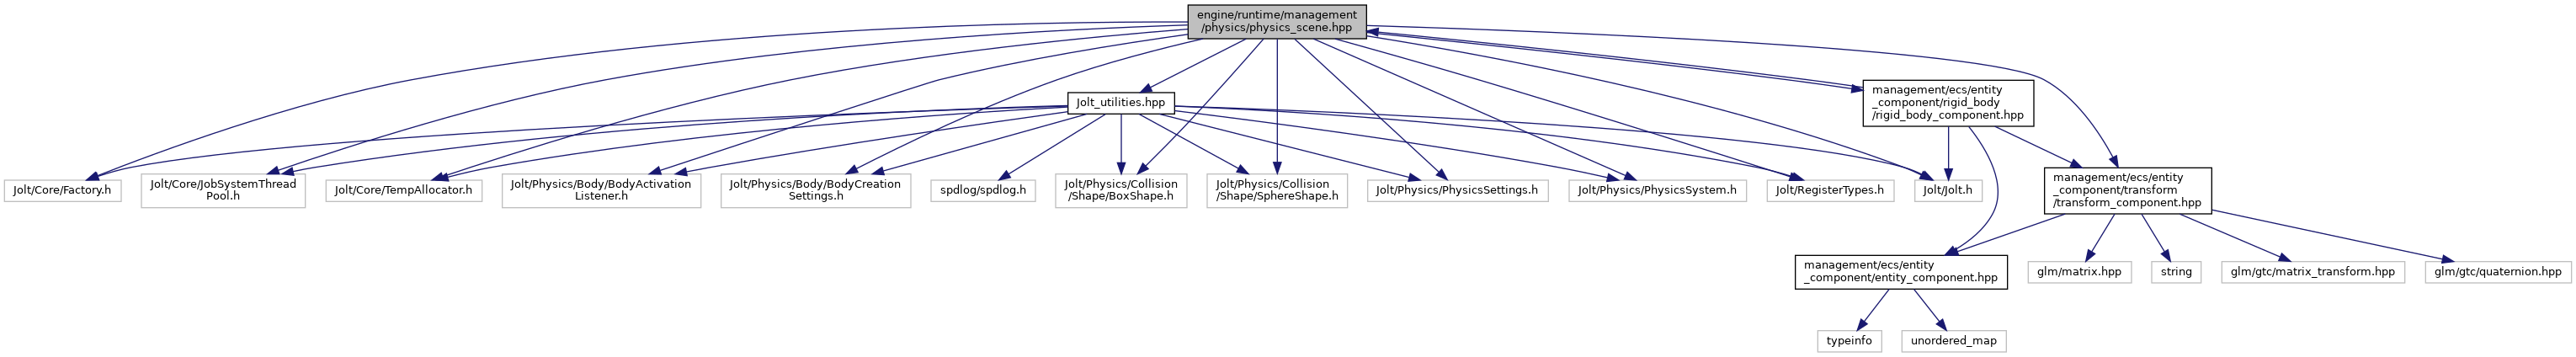 engine/runtime/management
/physics/physics_scene.hpp
management/ecs/entity
_component/rigid_body
/rigid_body_component.hpp
Jolt_utilities.hpp
Jolt/Core/Factory.h
Jolt/Core/JobSystemThread
Pool.h
Jolt/Core/TempAllocator.h
Jolt/Physics/Body/BodyActivation
Listener.h
Jolt/Physics/Body/BodyCreation
Settings.h
spdlog/spdlog.h
Jolt/Physics/Collision
/Shape/BoxShape.h
Jolt/Physics/Collision
/Shape/SphereShape.h
Jolt/Physics/PhysicsSettings.h
Jolt/Physics/PhysicsSystem.h
Jolt/RegisterTypes.h
Jolt/Jolt.h
management/ecs/entity
_component/transform
/transform_component.hpp
management/ecs/entity
_component/entity_component.hpp
glm/matrix.hpp
string
glm/gtc/matrix_transform.hpp
glm/gtc/quaternion.hpp
typeinfo
unordered_map